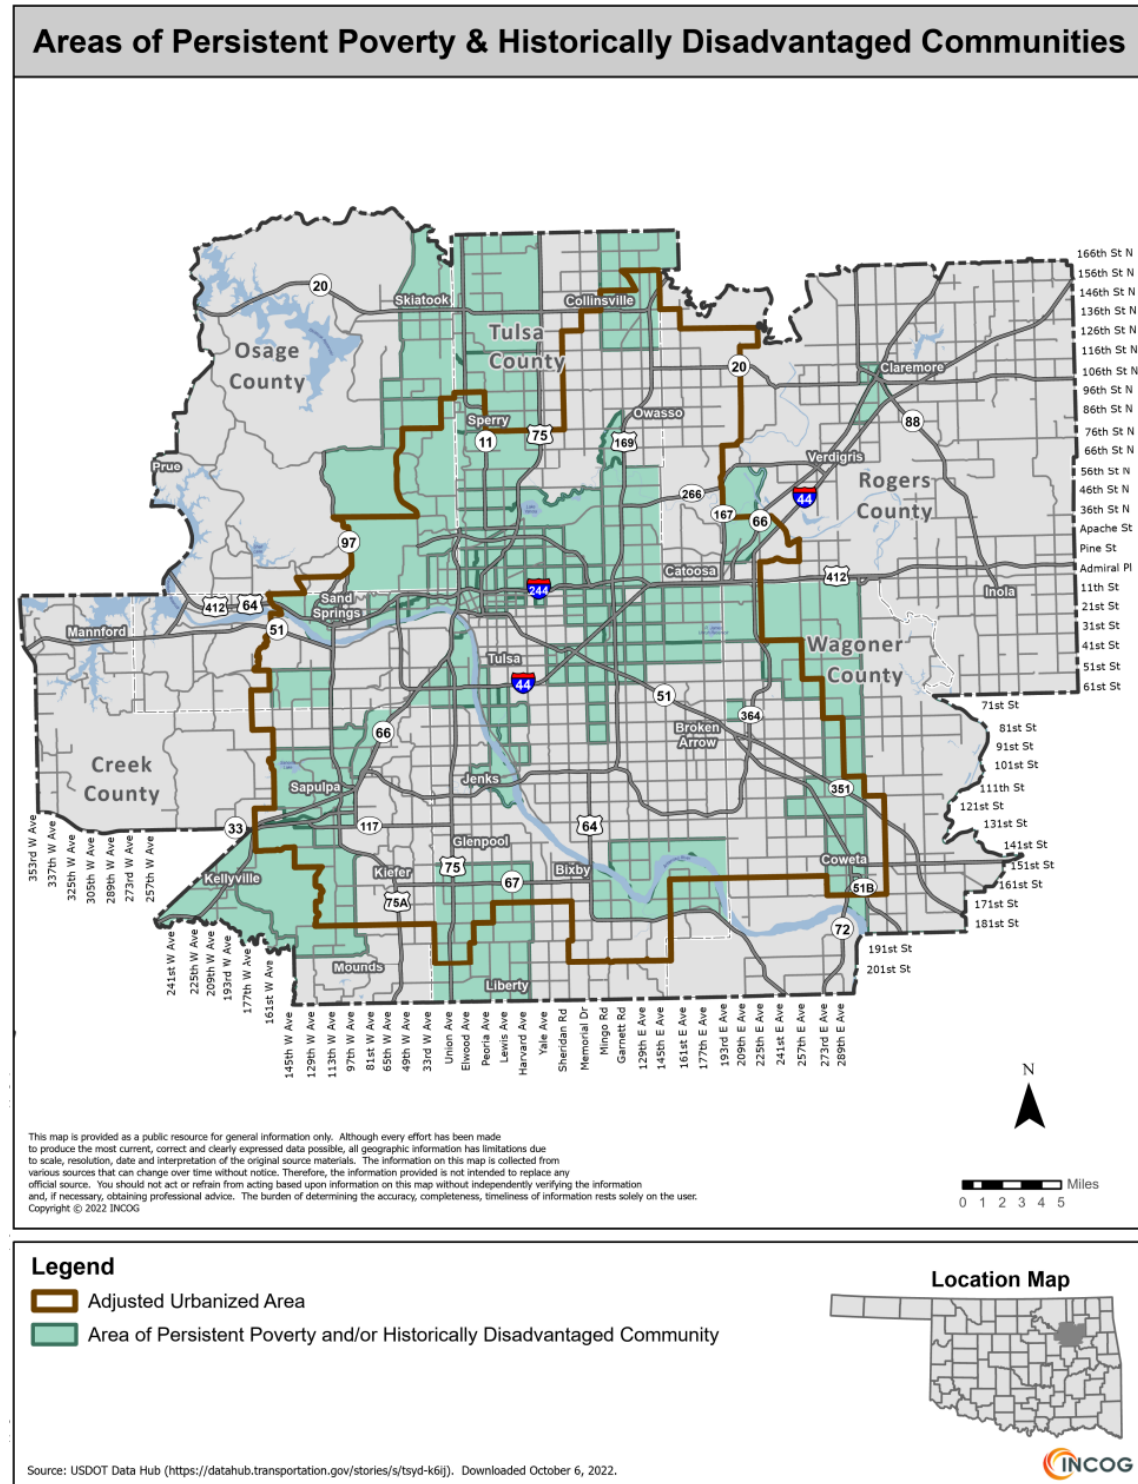 Areas of Persistent Poverty & Historically Disadvantaged Communities
166th St N
156th St N
146th St N
136th St N
126th St N
116th St N
106th St N
96th St N
86th St N
76th St N
66th St N
56th St N
46th St N
36th St N
Apache St
Pine St
Admiral Pl
11th St
21st St
31st St
41st St
51st St
61st St
71st St
81st St
91st St
101st St
111th St
121st St
131st St
141st St
151st St
161st St
171st St
181st St
191st St
201st St
20
Skiatook
Collinsville
Tulsa
County
Osage
County
20
Claremore
Sperry
Owasso
88
11
75
169
Prue
Verdigris
Rogers
County
266
44
167
66
97
Catoosa
412
244
Inola
Sand
Springs
412
64
51
Mannford
Tulsa
Wagoner
County
44
51
364
Broken
Arrow
66
Creek
County
Sapulpa
Jenks
351
33
117
64
Glenpool
Kellyville
Kiefer
75
67
Bixby
Coweta
51B
75A
72
Mounds
Liberty
353rd W Ave
337th W Ave
325th W Ave
305th W Ave
289th W Ave
273rd W Ave
257th W Ave
241st W Ave
225th W Ave
209th W Ave
193rd W Ave
177th W Ave
161st W Ave
145th W Ave
129th W Ave
113th W Ave
97th W Ave
81st W Ave
65th W Ave
49th W Ave
33rd W Ave
Union Ave
Elwood Ave
Peoria Ave
Lewis Ave
Harvard Ave
Yale Ave
Sheridan Rd
Memorial Dr
Mingo Rd
Garnett Rd
129th E Ave
145th E Ave
161st E Ave
177th E Ave
193rd E Ave
209th E Ave
225th E Ave
241st E Ave
257th E Ave
273rd E Ave
289th E Ave
N
Miles
0 1 2 3 4 5
This map is provided as a public resource for general information only. Although every effort has been made
to produce the most current, correct and clearly expressed data possible, all geographic information has limitations due
to scale, resolution, date and interpretation of the original source materials. The information on this map is collected from
various sources that can change over time without notice. Therefore, the information provided is not intended to replace any
official source. You should not act or refrain from acting based upon information on this map without independently verifying the information
and, if necessary, obtaining professional advice. The burden of determining the accuracy, completeness, timeliness of information rests solely on the user.
Copyright © 2022 INCOG
Legend
Adjusted Urbanized Area
Area of Persistent Poverty and/or Historically Disadvantaged Community
Location Map
Source: USDOT Data Hub (https://datahub.transportation.gov/stories/s/tsyd-k6ij). Downloaded October 6, 2022.
INCOG